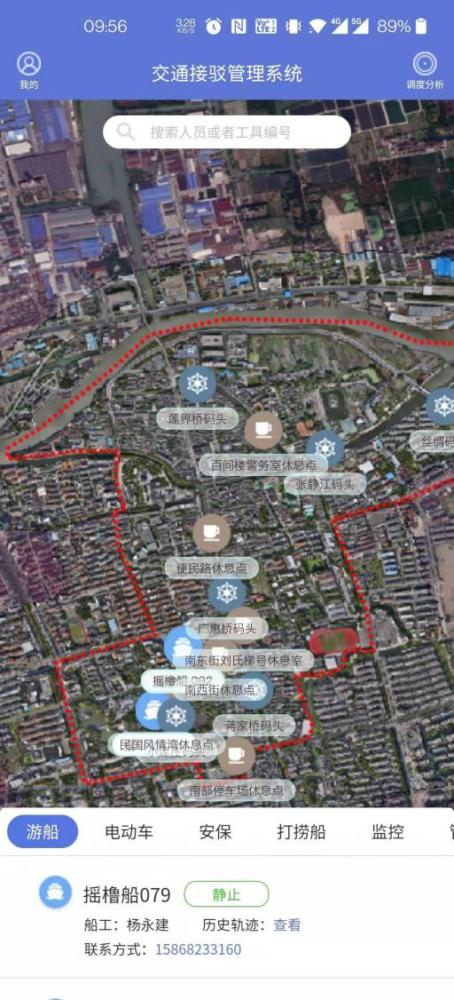 09:56
3.28
KB/S
Vo 1
LTE 2
4G
5G
89%
我的
交通接驳管理系统
调度分析
搜索人员或者工具编号
莲界桥码头
丝绸码
百间楼警务室休息点
张静江码头
便民路休息点
广惠桥码头
南东街刘氏梯号休息室
摇橹船 092
南西街休息点
蒋家桥码头
民国风情湾休息点
南部停车场休息点
游船
电动车
安保
打捞船
监控
摇橹船079
静止
船工：杨永建
历史轨迹：查看
联系方式：15868233160